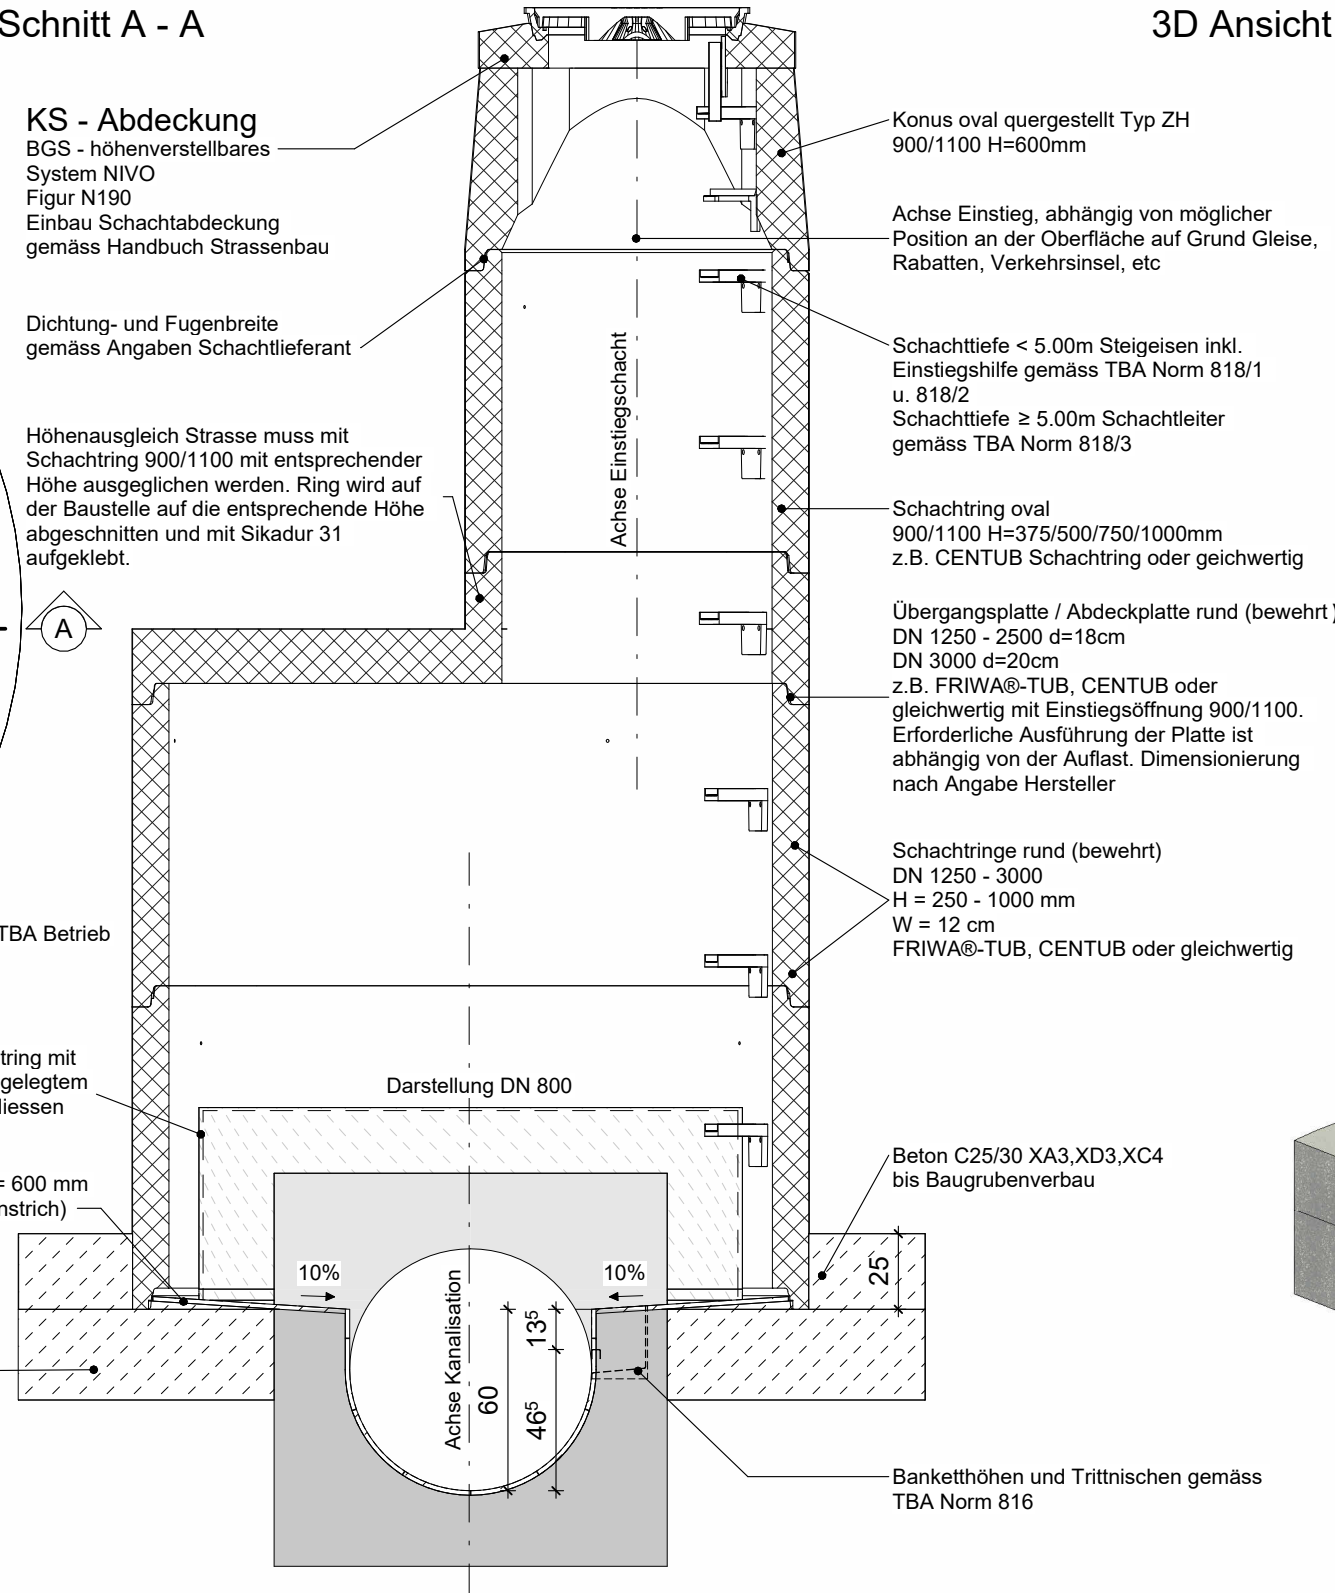 Schnitt A - A
3D Ansicht
KS - Abdeckung
BGS - höhenverstellbares
System NIVO
Figur N190
Einbau Schachtabdeckung
gemäss Handbuch Strassenbau
Dichtung- und Fugenbreite
gemäss Angaben Schachtlieferant
Höhenausgleich Strasse muss mit
Schachtring 900/1100 mit entsprechender
Höhe ausgeglichen werden. Ring wird auf
der Baustelle auf die entsprechende Höhe
abgeschnitten und mit Sikadur 31
aufgeklebt.
A
TBA Betrieb
tring mit
gelegtem
liessen
= 600 mm
nstrich)
Achse Einstiegschacht
Darstellung DN 800
10%
10%
Achse Kanalisation
60
13⁵
46⁵
25
Konus oval quergestellt Typ ZH
900/1100 H=600mm
Achse Einstieg, abhängig von möglicher
Position an der Oberfläche auf Grund Gleise,
Rabatten, Verkehrsinsel, etc
Schachttiefe < 5.00m Steigeisen inkl.
Einstiegshilfe gemäss TBA Norm 818/1
u. 818/2
Schachttiefe ≥ 5.00m Schachtleiter
gemäss TBA Norm 818/3
Schachtring oval
900/1100 H=375/500/750/1000mm
z.B. CENTUB Schachtring oder geichwertig
Übergangsplatte / Abdeckplatte rund (bewehrt)
DN 1250 - 2500 d=18cm
DN 3000 d=20cm
z.B. FRIWA®-TUB, CENTUB oder
gleichwertig mit Einstiegsöffnung 900/1100.
Erforderliche Ausführung der Platte ist
abhängig von der Auflast. Dimensionierung
nach Angabe Hersteller
Schachtringe rund (bewehrt)
DN 1250 - 3000
H = 250 - 1000 mm
W = 12 cm
FRIWA®-TUB, CENTUB oder gleichwertig
Beton C25/30 XA3,XD3,XC4
bis Baugrubenverbau
Banketthöhen und Trittnischen gemäss
TBA Norm 816